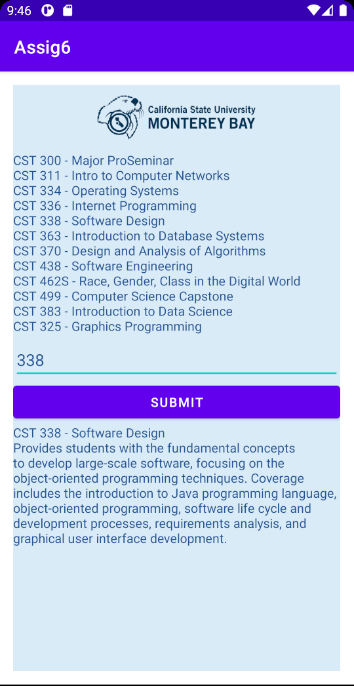 9:46
Assig6
California State University
MONTEREY BAY
CST 300 - Major ProSeminar
CST 311 - Intro to Computer Networks
CST 334 - Operating Systems
CST 336 - Internet Programming
CST 338 - Software Design
CST 363 - Introduction to Database Systems
CST 370 - Design and Analysis of Algorithms
CST 438 - Software Engineering
CST 462S - Race, Gender, Class in the Digital World
CST 499 - Computer Science Capstone
CST 383 - Introduction to Data Science
CST 325 - Graphics Programming
338
SUBMIT
CST 338 - Software Design
Provides students with the fundamental concepts
to develop large-scale software, focusing on the
object-oriented programming techniques. Coverage
includes the introduction to Java programming language,
object-oriented programming, software life cycle and
development processes, requirements analysis, and
graphical user interface development.